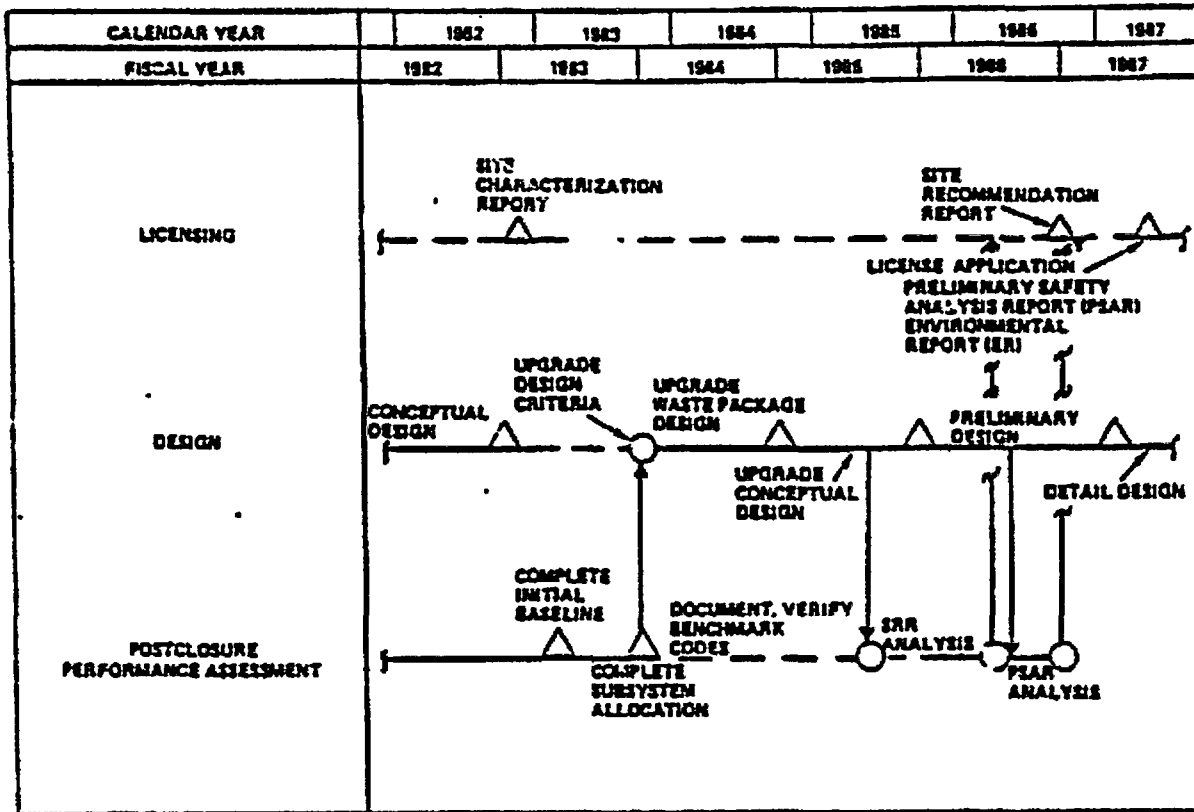 CALENDAR YEAR 1982 1983 1984 1985 1986 1987
FISCAL YEAR 1982 1983 1984 1985 1986 1987
SITE
CHARACTERIZATION
REPORT
SITE
RECOMMENDATION
REPORT
LICENSING
LICENSE APPLICATION
PRELIMINARY SAFETY
ANALYSIS REPORT (PSAR)
ENVIRONMENTAL
REPORT (ER)
UPGRADE
DESIGN
CRITERIA
UPGRADE
WASTE PACKAGE
DESIGN
CONCEPTUAL
DESIGN
PRELIMINARY
DESIGN
DESIGN
UPGRADE
CONCEPTUAL
DESIGN
DETAIL DESIGN
COMPLETE
INITIAL
BASELINE
DOCUMENT, VERIFY
BENCHMARK
CODES
SRR
ANALYSIS
POSTCLOSURE
PERFORMANCE ASSESSMENT
COMPLETE
SUBSYSTEM
ALLOCATION
PSAR
ANALYSIS